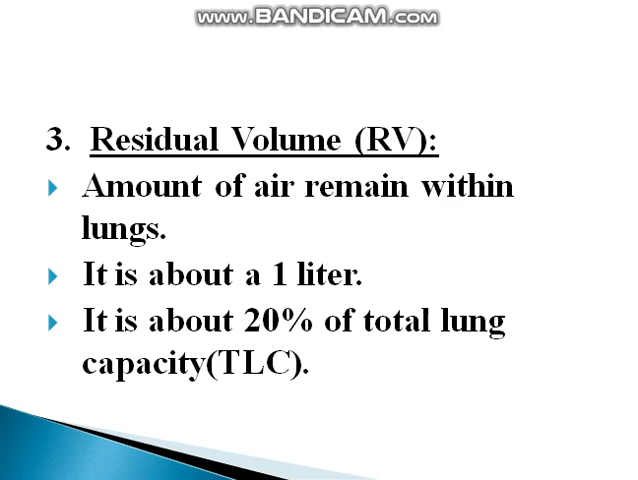 www.BANDICAM.com
3. Residual Volume (RV):
Amount of air remain within
lungs.
It is about a 1 liter.
It is about 20% of total lung
capacity(TLC).